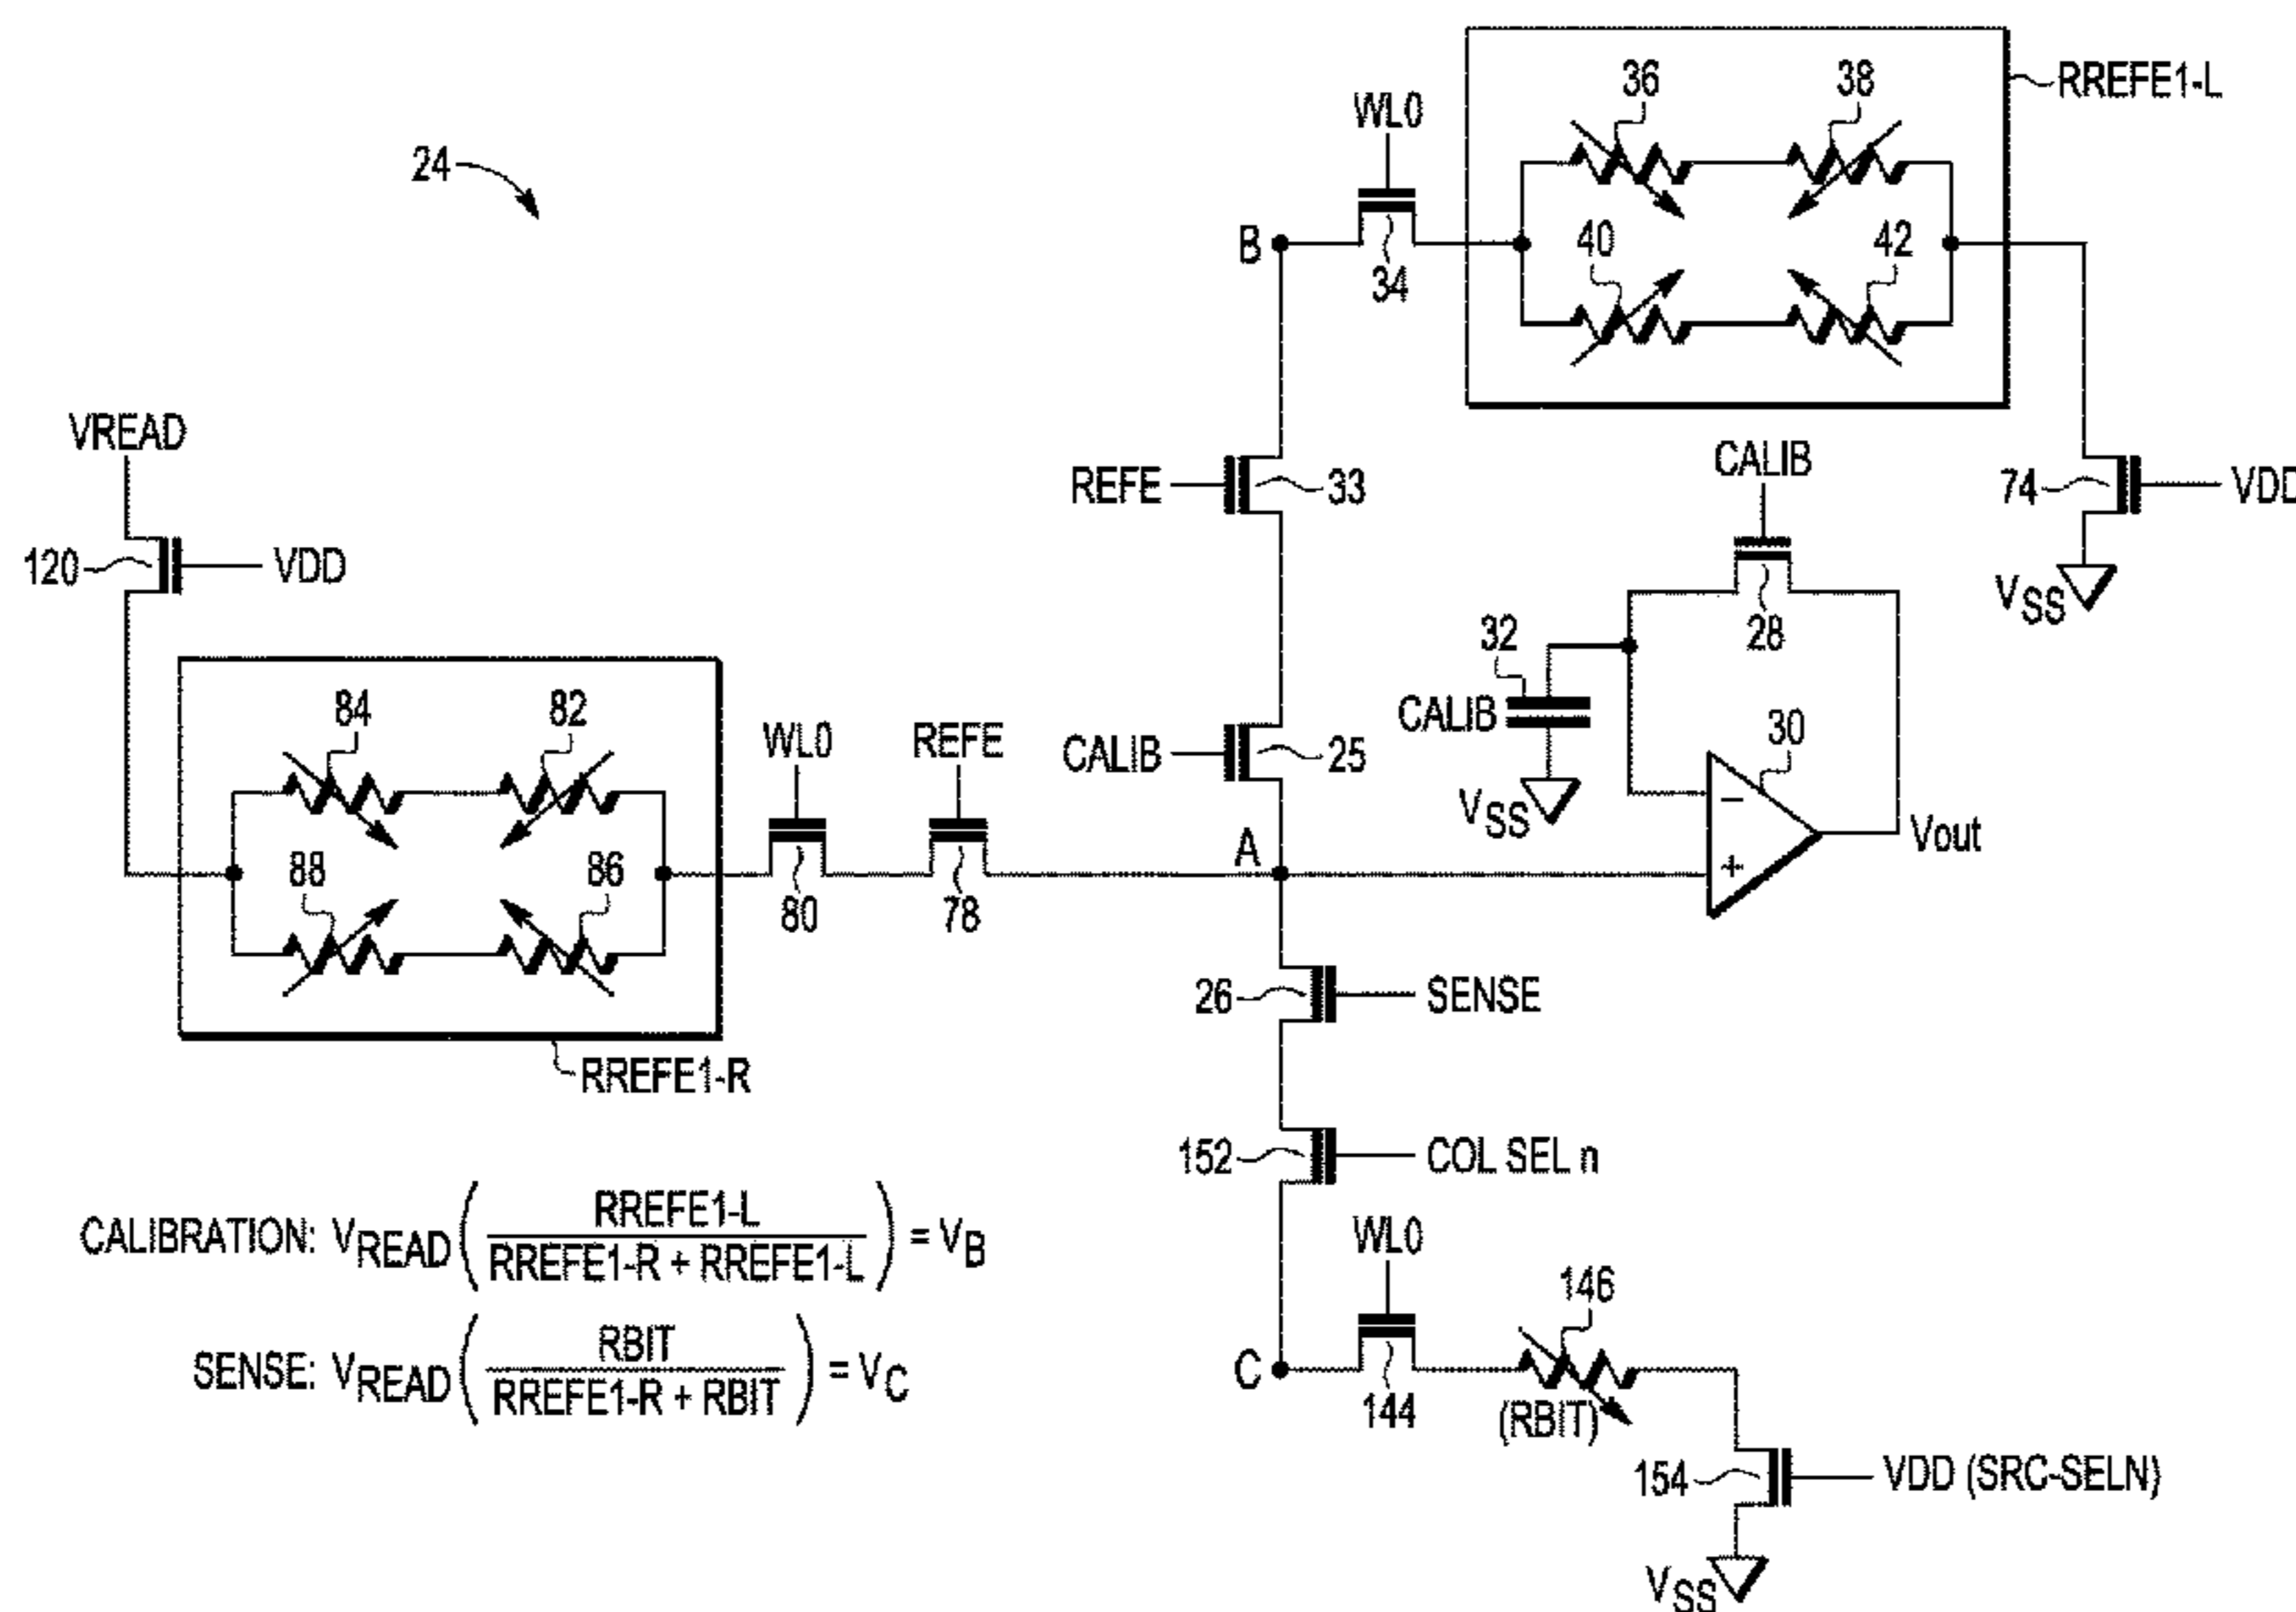 24
WL0
36
38
RREFE1-L
B
34
40
42
VREAD
120
VDD
REFE
33
CALIB
28
74
VDD
VSS
32
CALIB
VSS
30
Vout
84
82
88
86
RREFE1-R
WL0
80
REFE
78
CALIB
25
A
−
+
26
SENSE
152
COL SEL n
CALIBRATION: VREAD ( RREFE1-L / RREFE1-R + RREFE1-L ) = VB
SENSE: VREAD ( RBIT / RREFE1-R + RBIT ) = VC
C
WL0
144
146
(RBIT)
154
VDD (SRC-SELN)
VSS